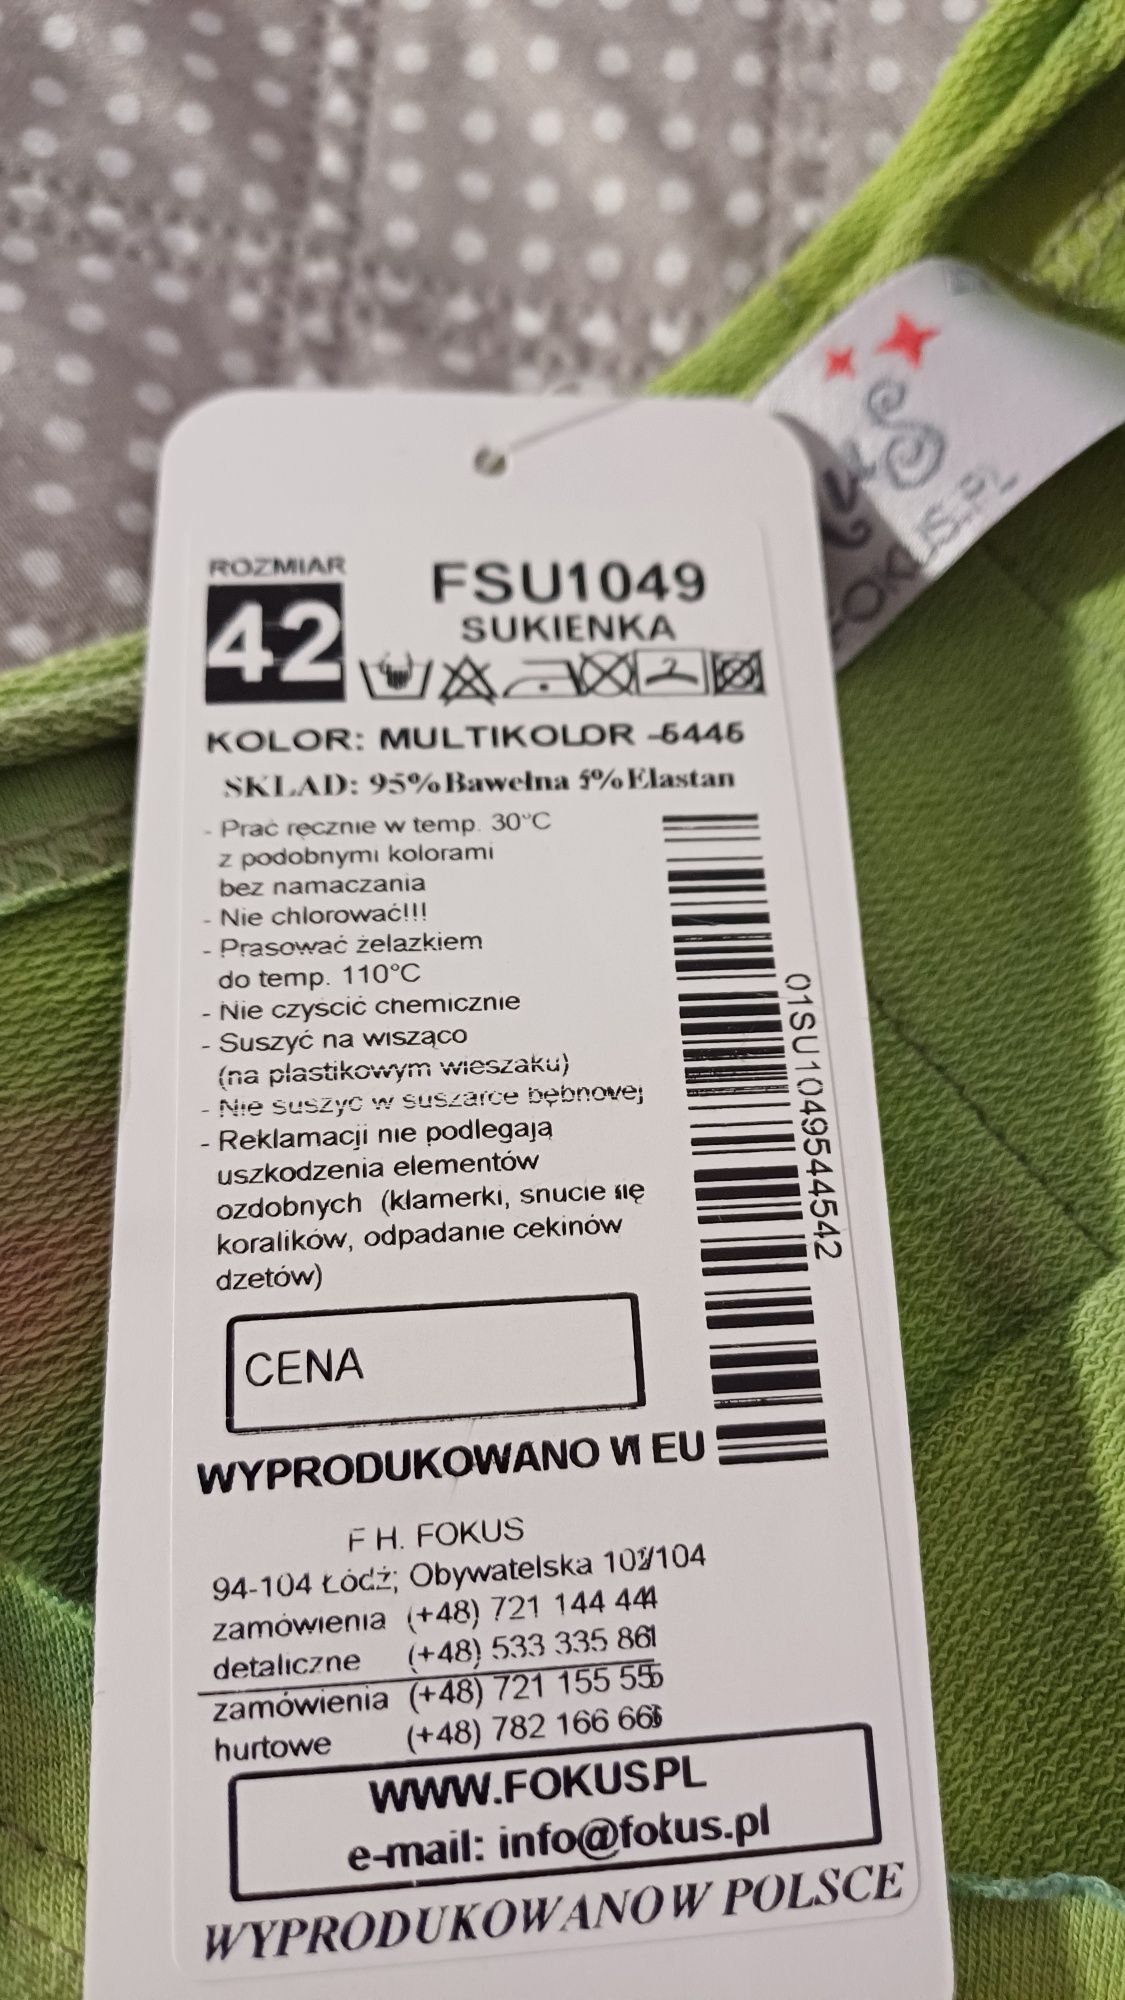 ROZMIAR
42
FSU1049
SUKIENKA
KOLOR: MULTIKOLOR -5445
SKŁAD: 95%Bawełna 5%Elastan
- Prać ręcznie w temp. 30°C
z podobnymi kolorami
bez namaczania
- Nie chlorować!!!
- Prasować żelazkiem
do temp. 110°C
- Nie czyścić chemicznie
- Suszyć na wisząco
(na plastikowym wieszaku)
- Nie suszyć w suszarce bębnowej
- Reklamacji nie podlegają
uszkodzenia elementów
ozdobnych (klamerki, snucie się
koralików, odpadanie cekinów
dzetów)
01SU1049544542
CENA
WYPRODUKOWANO W EU
F.H. FOKUS
94-104 Łódź; Obywatelska 102/104
zamówienia (+48) 721 144 444
detaliczne (+48) 533 335 861
zamówienia (+48) 721 155 555
hurtowe (+48) 782 166 666
WWW.FOKUS.PL
e-mail: info@fokus.pl
WYPRODUKOWANO W POLSCE